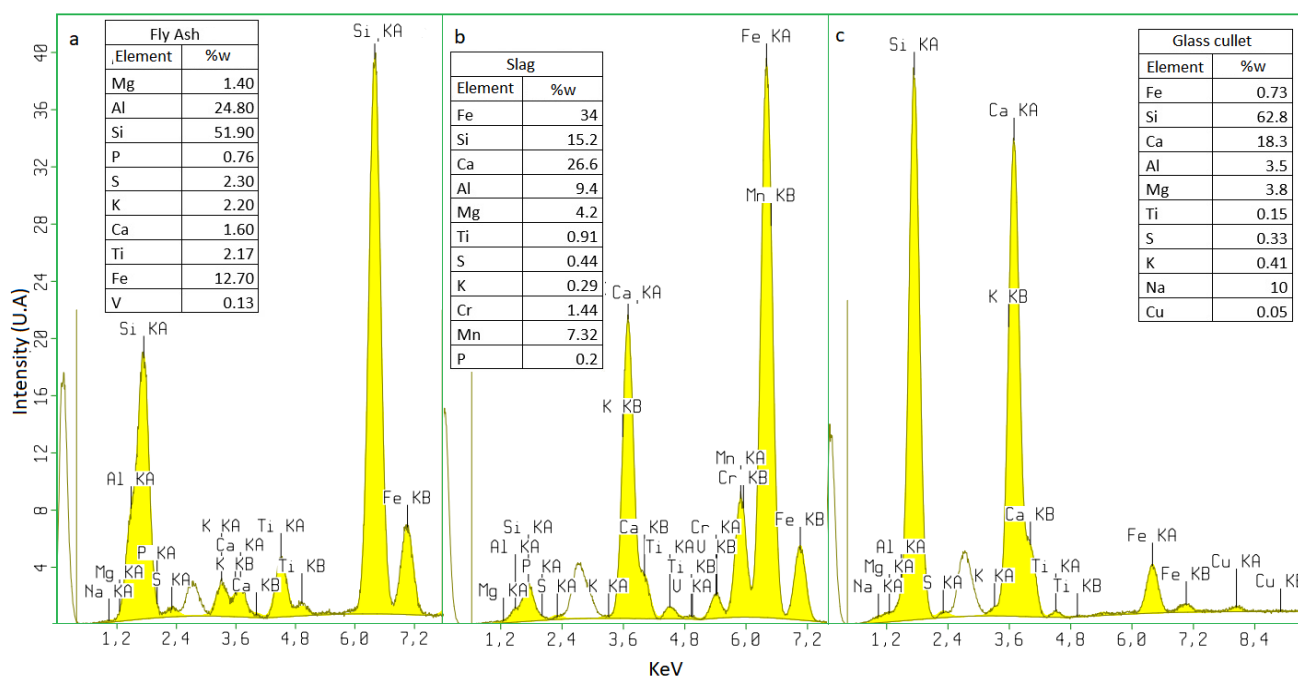 a
Fly Ash
Element %w
Mg 1.40
Al 24.80
Si 51.90
P 0.76
S 2.30
K 2.20
Ca 1.60
Ti 2.17
Fe 12.70
V 0.13
Si KA
Si KA
Al KA
P KA
Mg KA
S KA
Na KA
K KA
Ca KA
K KB
Ca KB
Ti KA
Ti KB
Fe KB
b
Slag
Element %w
Fe 34
Si 15.2
Ca 26.6
Al 9.4
Mg 4.2
Ti 0.91
S 0.44
K 0.29
Cr 1.44
Mn 7.32
P 0.2
Fe KA
Mn KB
Ca KA
K KB
Mn KA
Cr KB
Si KA
Al KA
P KA
Mg KA
S KA
K KA
Ca KB
Cr KA
Ti KA
V KB
Ti KB
V KA
Fe KB
c
Glass cullet
Element %w
Fe 0.73
Si 62.8
Ca 18.3
Al 3.5
Mg 3.8
Ti 0.15
S 0.33
K 0.41
Na 10
Cu 0.05
Si KA
Ca KA
K KB
Ca KB
Al KA
Mg KA
Na KA
S KA
K KA
Ti KA
Ti KB
Fe KA
Fe KB
Cu KA
Cu KB
Intensity (U.A)
40
36
32
28
24
20
16
12
8
4
1,2 2,4 3,6 4,8 6,0 7,2
1,2 2,4 3,6 4,8 6,0 7,2
1,2 2,4 3,6 4,8 6,0 7,2 8,4
KeV